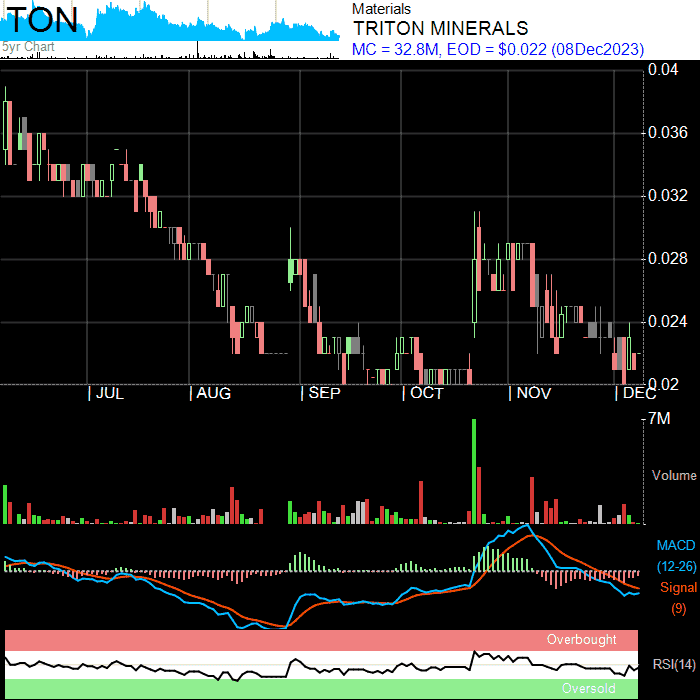 TON
5yr Chart
Materials
TRITON MINERALS
MC = 32.8M, EOD = $0.022 (08Dec2023)
0.04
0.036
0.032
0.028
0.024
0.02
JUL AUG SEP OCT NOV DEC
7M
Volume
MACD
(12-26)
Signal
(9)
Overbought
RSI(14)
Oversold